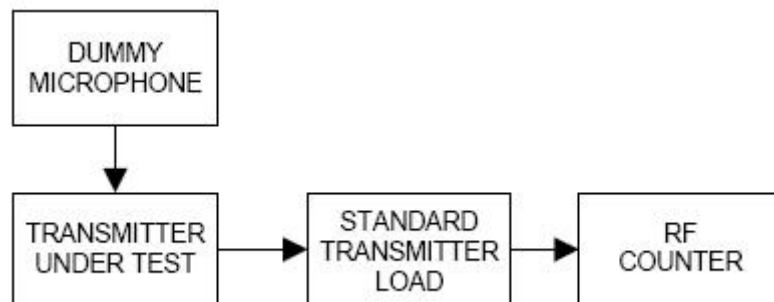 DUMMY
MICROPHONE
TRANSMITTER
UNDER TEST
STANDARD
TRANSMITTER
LOAD
RF
COUNTER